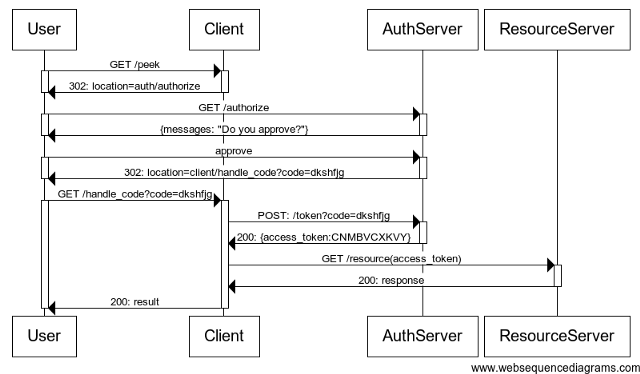 User Client AuthServer ResourceServer
GET /peek
302: location=auth/authorize
GET /authorize
{messages: "Do you approve?"}
approve
302: location=client/handle_code?code=dkshfjg
GET /handle_code?code=dkshfjg
POST: /token?code=dkshfjg
200: {access_token:CNMBVCXKVY}
GET /resource(access_token)
200: response
200: result
User Client AuthServer ResourceServer
www.websequencediagrams.com